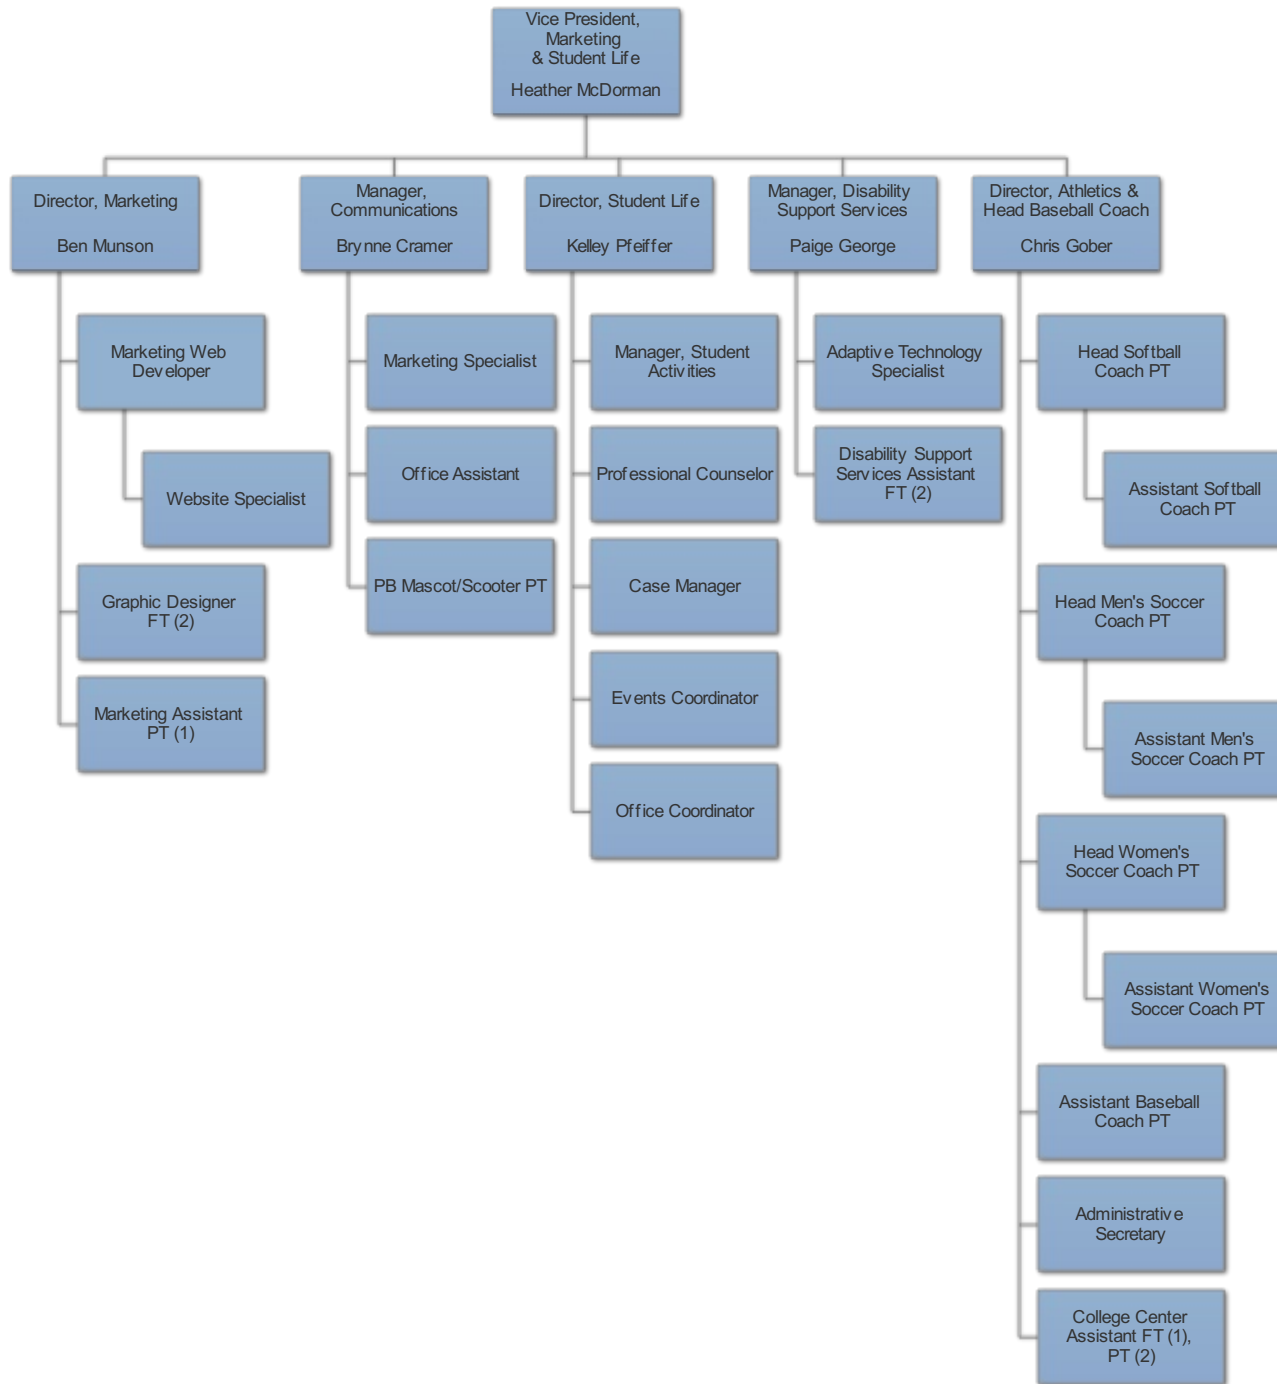 Vice President,
Marketing
& Student Life
Heather McDorman
Director, Marketing
Ben Munson
Manager,
Communications
Brynne Cramer
Director, Student Life
Kelley Pfeiffer
Manager, Disability
Support Services
Paige George
Director, Athletics &
Head Baseball Coach
Chris Gober
Marketing Web
Developer
Website Specialist
Graphic Designer
FT (2)
Marketing Assistant
PT (1)
Marketing Specialist
Office Assistant
PB Mascot/Scooter PT
Manager, Student
Activities
Professional Counselor
Case Manager
Events Coordinator
Office Coordinator
Adaptive Technology
Specialist
Disability Support
Services Assistant
FT (2)
Head Softball
Coach PT
Assistant Softball
Coach PT
Head Men's Soccer
Coach PT
Assistant Men's
Soccer Coach PT
Head Women's
Soccer Coach PT
Assistant Women's
Soccer Coach PT
Assistant Baseball
Coach PT
Administrative
Secretary
College Center
Assistant FT (1),
PT (2)